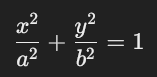 x²/a² + y²/b² = 1